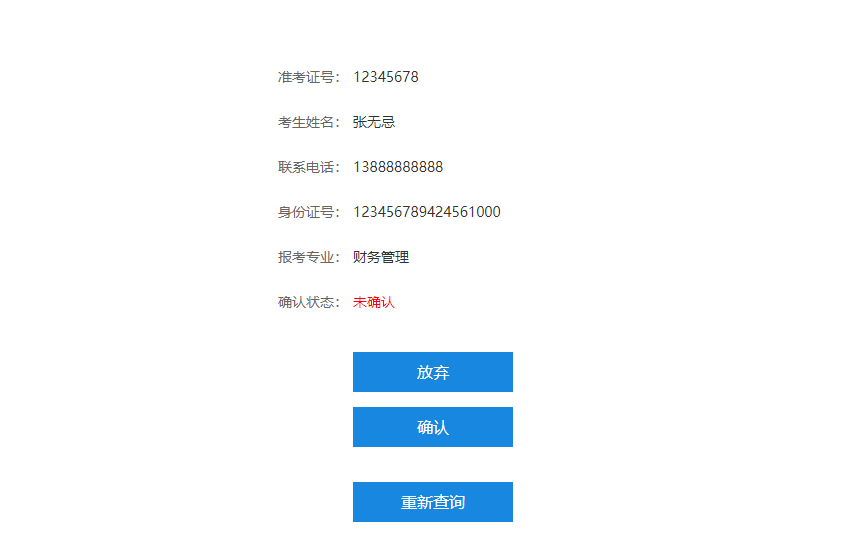 准考证号： 12345678
考生姓名： 张无忌
联系电话： 13888888888
身份证号： 123456789424561000
报考专业： 财务管理
确认状态： 未确认
放弃
确认
重新查询